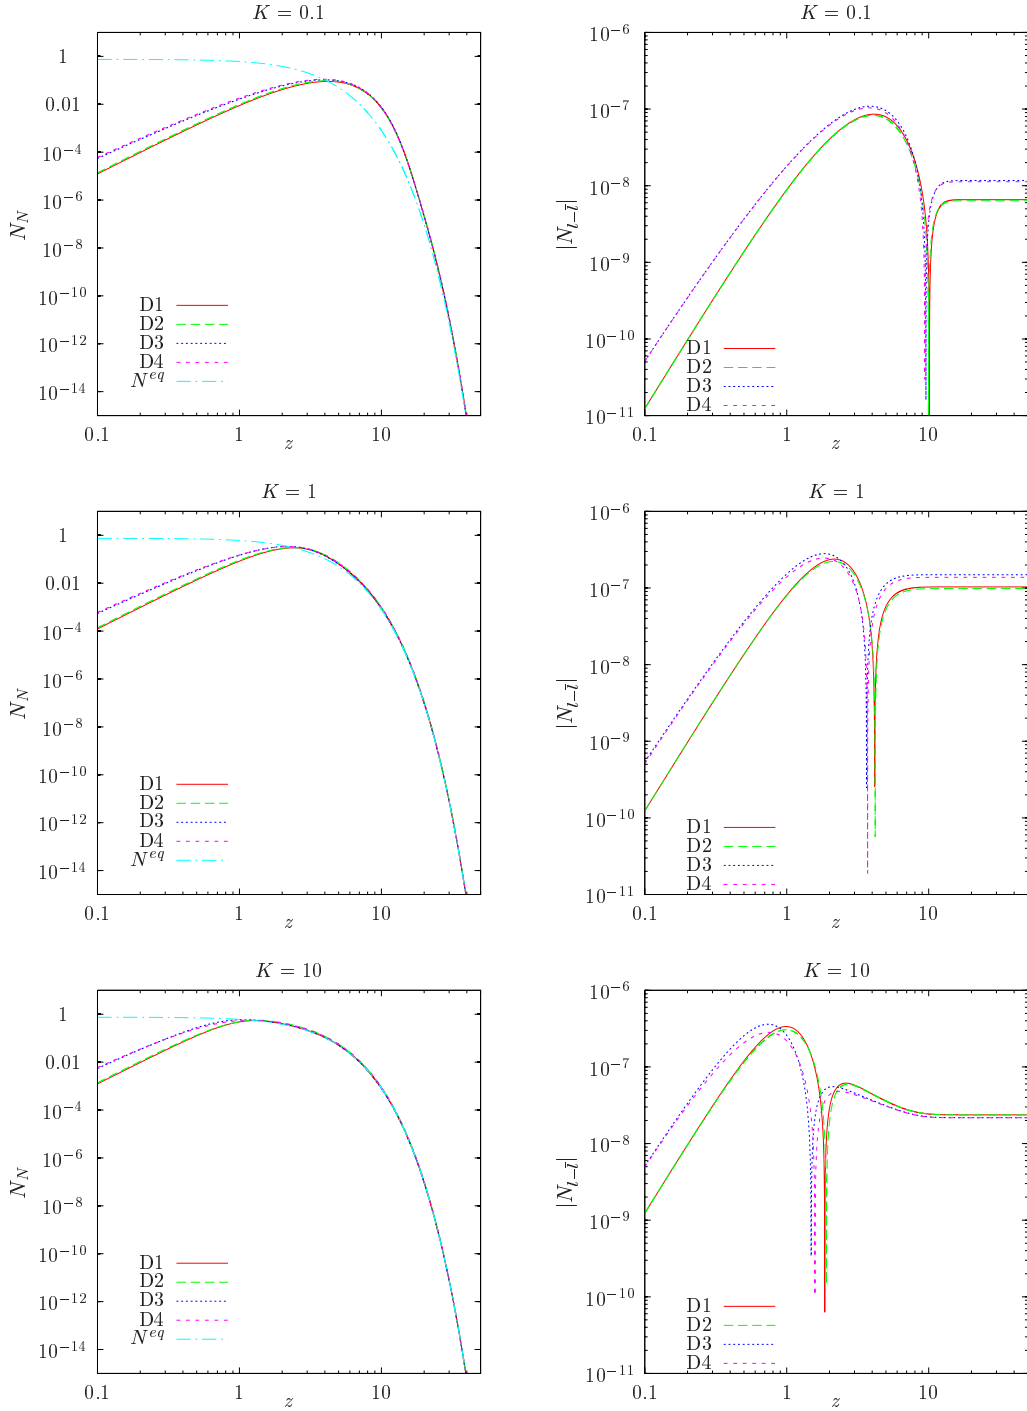 K = 0.1
N_N
1
0.01
10^{-4}
10^{-6}
10^{-8}
10^{-10}
10^{-12}
10^{-14}
D1
D2
D3
D4
N^{eq}
0.1 1 10
z
K = 0.1
|N_{l-\bar{l}}|
10^{-6}
10^{-7}
10^{-8}
10^{-9}
10^{-10}
10^{-11}
D1
D2
D3
D4
0.1 1 10
z
K = 1
N_N
1
0.01
10^{-4}
10^{-6}
10^{-8}
10^{-10}
10^{-12}
10^{-14}
D1
D2
D3
D4
N^{eq}
0.1 1 10
z
K = 1
|N_{l-\bar{l}}|
10^{-6}
10^{-7}
10^{-8}
10^{-9}
10^{-10}
10^{-11}
D1
D2
D3
D4
0.1 1 10
z
K = 10
N_N
1
0.01
10^{-4}
10^{-6}
10^{-8}
10^{-10}
10^{-12}
10^{-14}
D1
D2
D3
D4
N^{eq}
0.1 1 10
z
K = 10
|N_{l-\bar{l}}|
10^{-6}
10^{-7}
10^{-8}
10^{-9}
10^{-10}
10^{-11}
D1
D2
D3
D4
0.1 1 10
z